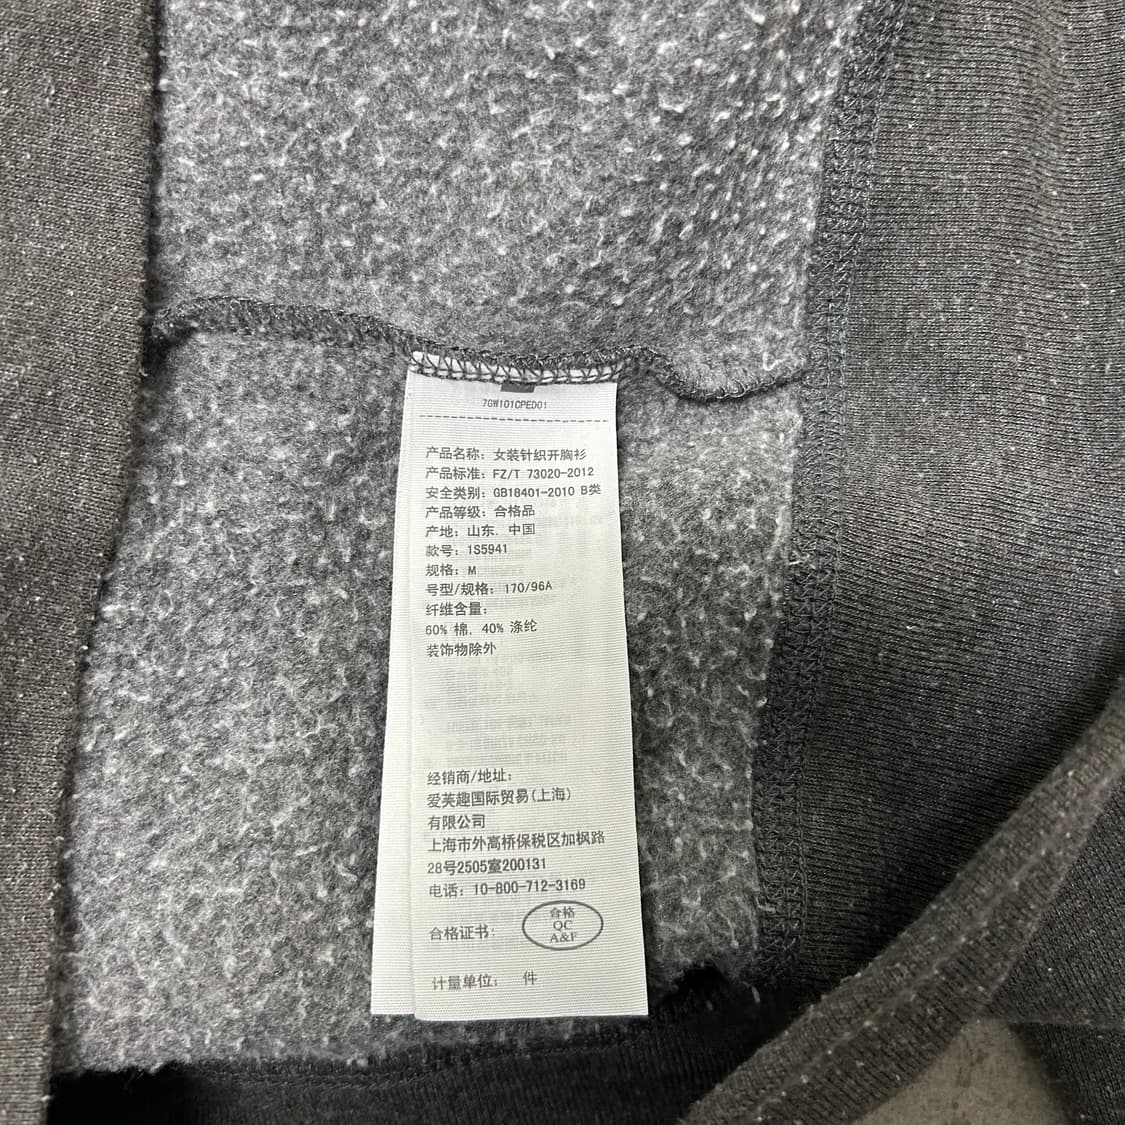 7GW101CPED01
产品名称：女装针织开胸衫
产品标准：FZ/T 73020-2012
安全类别：GB18401-2010 B类
产品等级：合格品
产地：山东，中国
款号：1S5941
规格：M
号型/规格：170/96A
纤维含量：
60% 棉，40% 涤纶
装饰物除外
经销商/地址：
爱芙趣国际贸易(上海)
有限公司
上海市外高桥保税区加枫路
28号2505室200131
电话：10-800-712-3169
合格证书：
合格
QC
A&F
计量单位： 件